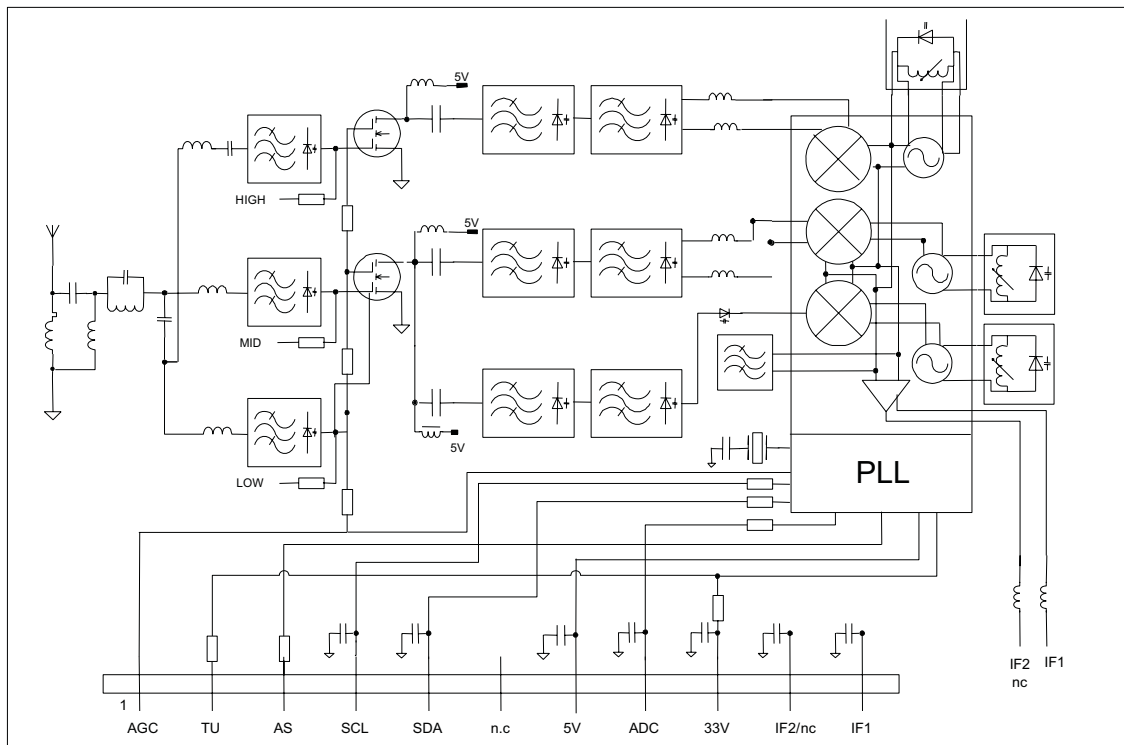 5V
HIGH
5V
MID
5V
LOW
PLL
IF2 IF1
nc
1
AGC TU AS SCL SDA n.c 5V ADC 33V IF2/nc IF1